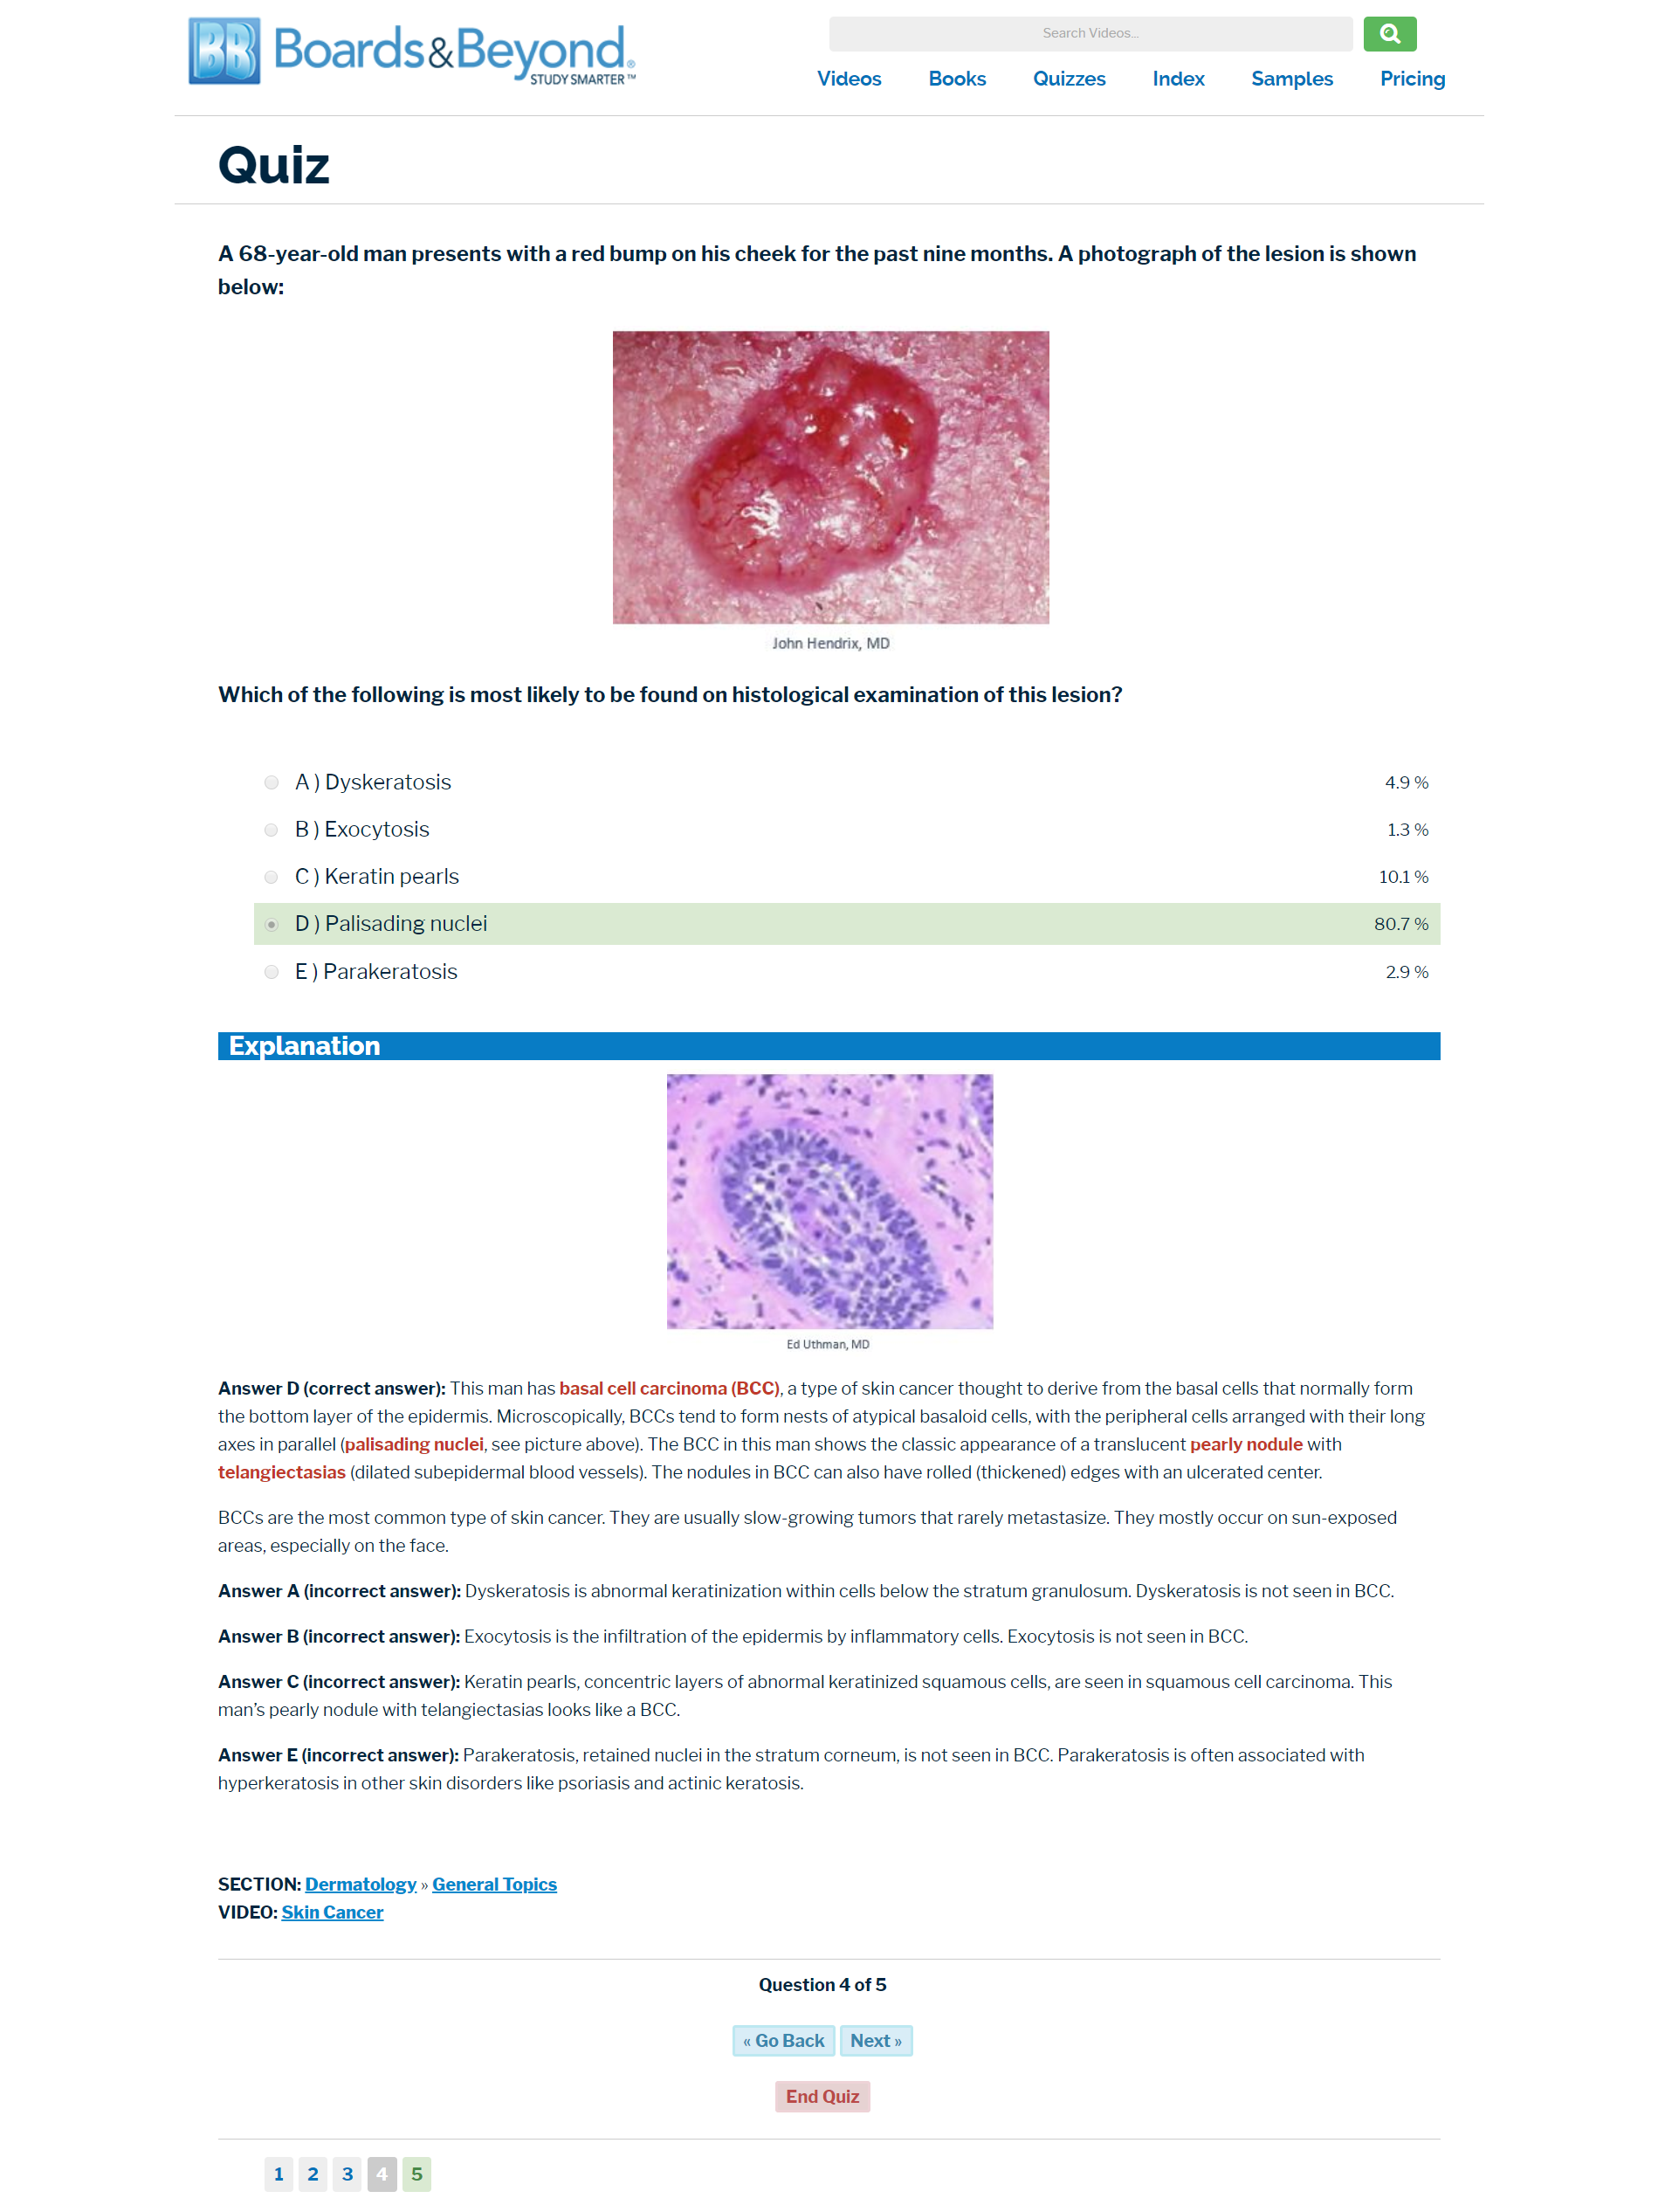 BB Boards&Beyond®
STUDY SMARTER™
Search Videos...
Videos Books Quizzes Index Samples Pricing
Quiz
A 68-year-old man presents with a red bump on his cheek for the past nine months. A photograph of the lesion is shown
below:
John Hendrix, MD
Which of the following is most likely to be found on histological examination of this lesion?
A ) Dyskeratosis 4.9 %
B ) Exocytosis 1.3 %
C ) Keratin pearls 10.1 %
D ) Palisading nuclei 80.7 %
E ) Parakeratosis 2.9 %
Explanation
Ed Uthman, MD
Answer D (correct answer): This man has basal cell carcinoma (BCC), a type of skin cancer thought to derive from the basal cells that normally form
the bottom layer of the epidermis. Microscopically, BCCs tend to form nests of atypical basaloid cells, with the peripheral cells arranged with their long
axes in parallel (palisading nuclei, see picture above). The BCC in this man shows the classic appearance of a translucent pearly nodule with
telangiectasias (dilated subepidermal blood vessels). The nodules in BCC can also have rolled (thickened) edges with an ulcerated center.
BCCs are the most common type of skin cancer. They are usually slow-growing tumors that rarely metastasize. They mostly occur on sun-exposed
areas, especially on the face.
Answer A (incorrect answer): Dyskeratosis is abnormal keratinization within cells below the stratum granulosum. Dyskeratosis is not seen in BCC.
Answer B (incorrect answer): Exocytosis is the infiltration of the epidermis by inflammatory cells. Exocytosis is not seen in BCC.
Answer C (incorrect answer): Keratin pearls, concentric layers of abnormal keratinized squamous cells, are seen in squamous cell carcinoma. This
man's pearly nodule with telangiectasias looks like a BCC.
Answer E (incorrect answer): Parakeratosis, retained nuclei in the stratum corneum, is not seen in BCC. Parakeratosis is often associated with
hyperkeratosis in other skin disorders like psoriasis and actinic keratosis.
SECTION: Dermatology » General Topics
VIDEO: Skin Cancer
Question 4 of 5
« Go Back Next »
End Quiz
1 2 3 4 5